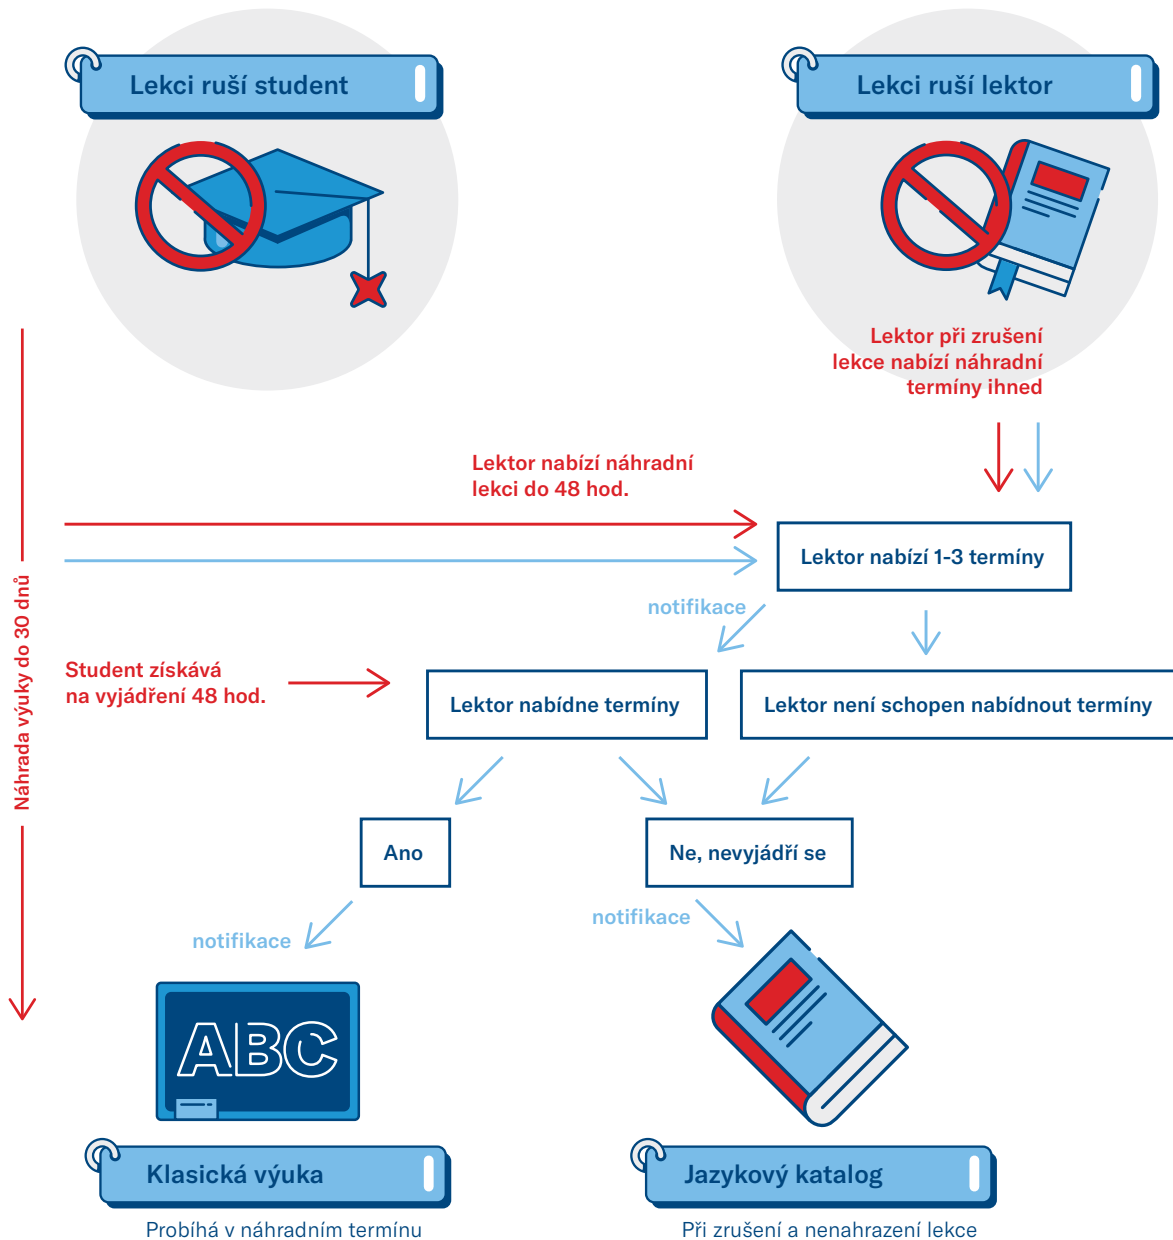 Lekci ruší student
Lekci ruší lektor
Lektor při zrušení
lekce nabízí náhradní
termíny ihned
Lektor nabízí náhradní
lekci do 48 hod.
Lektor nabízí 1-3 termíny
notifikace
Náhrada výuky do 30 dnů
Student získává
na vyjádření 48 hod.
Lektor nabídne termíny
Lektor není schopen nabídnout termíny
Ano
Ne, nevyjádří se
notifikace
notifikace
ABC
Klasická výuka
Jazykový katalog
Probíhá v náhradním termínu
Při zrušení a nenahrazení lekce